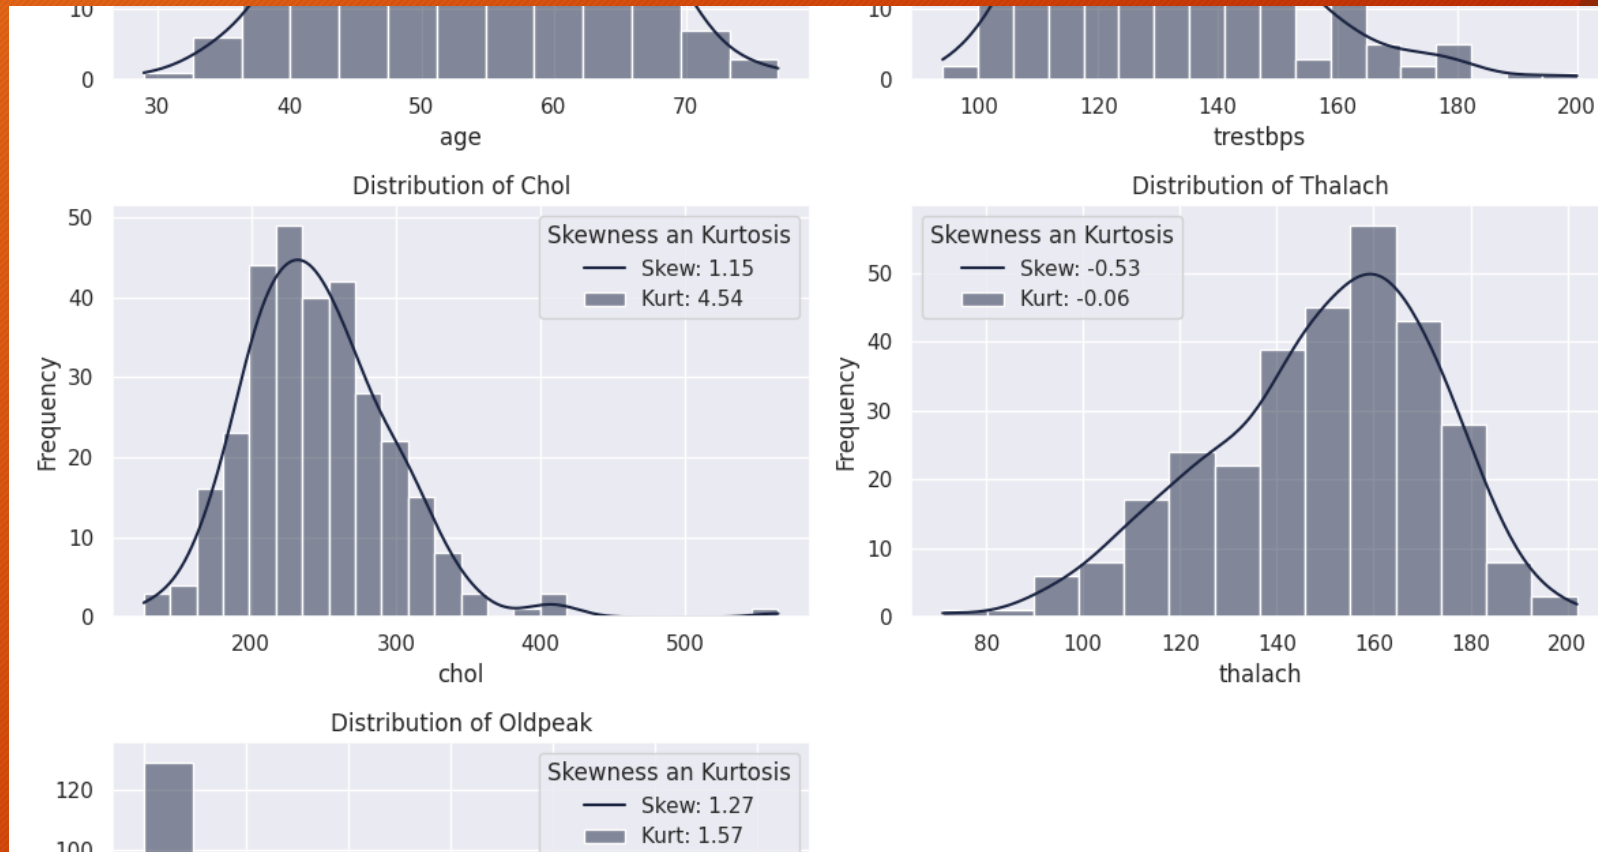 10
0
30 40 50 60 70
age
10
0
100 120 140 160 180 200
trestbps
Distribution of Chol
50
40
30
20
10
0
Frequency
Skewness an Kurtosis
Skew: 1.15
Kurt: 4.54
200 300 400 500
chol
Distribution of Thalach
50
40
30
20
10
0
Frequency
Skewness an Kurtosis
Skew: -0.53
Kurt: -0.06
80 100 120 140 160 180 200
thalach
Distribution of Oldpeak
120
100
Skewness an Kurtosis
Skew: 1.27
Kurt: 1.57